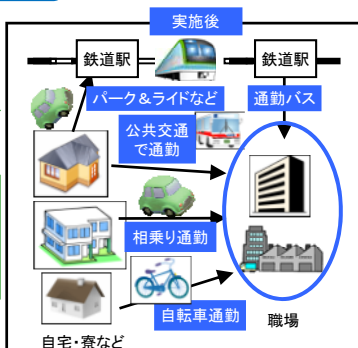 実施後
鉄道駅
鉄道駅
パーク＆ライドなど
通勤バス
公共交通
で通勤
相乗り通勤
自転車通勤
職場
自宅・寮など